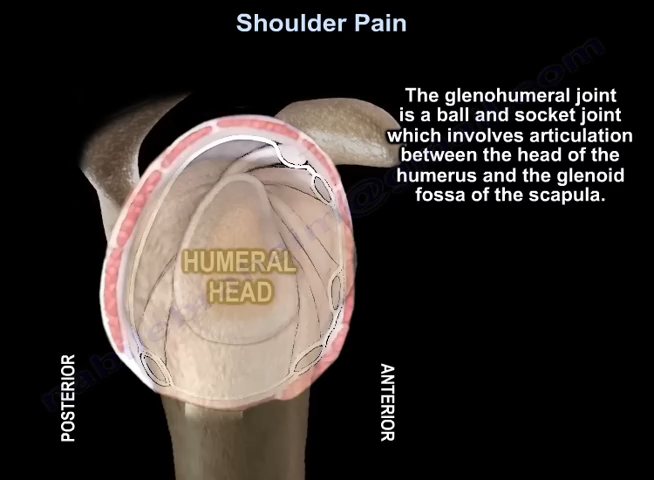 Shoulder Pain
The glenohumeral joint
is a ball and socket joint
which involves articulation
between the head of the
humerus and the glenoid
fossa of the scapula.
HUMERAL
HEAD
POSTERIOR
ANTERIOR